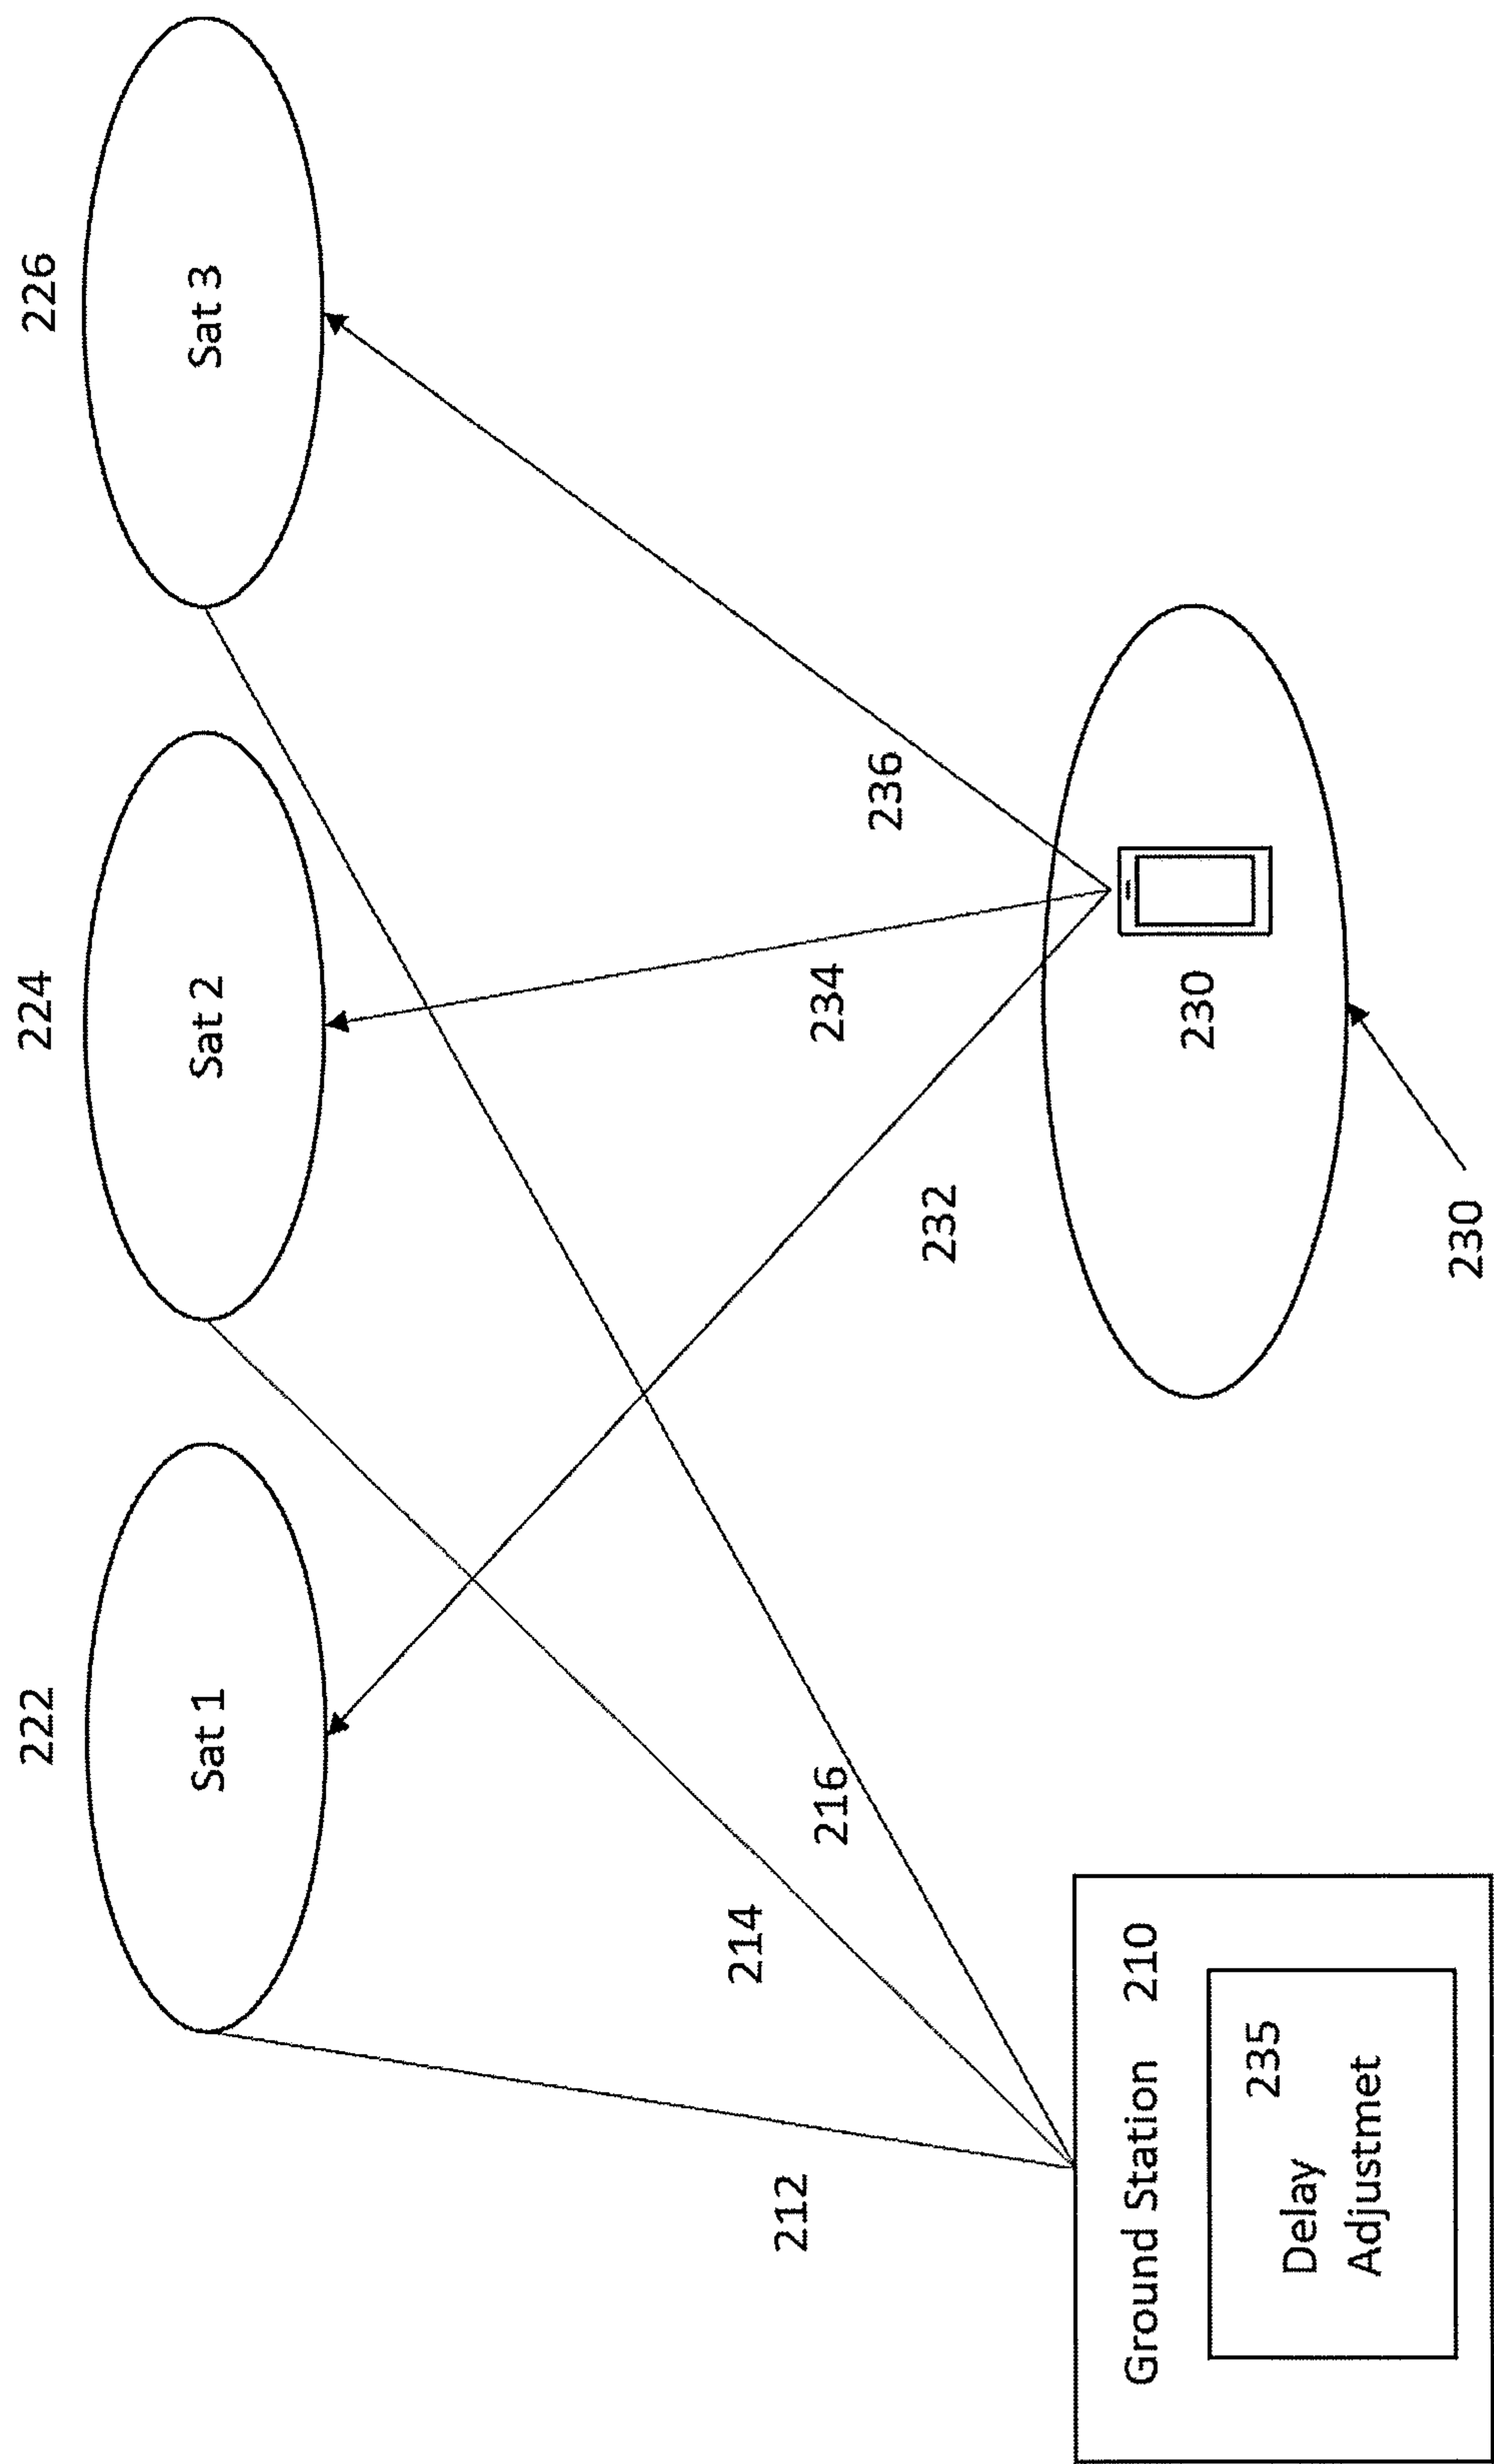 222
224
226
Sat 1
Sat 2
Sat 3
212
214
216
232
234
236
Ground Station 210
235
Delay
Adjustmet
230
230